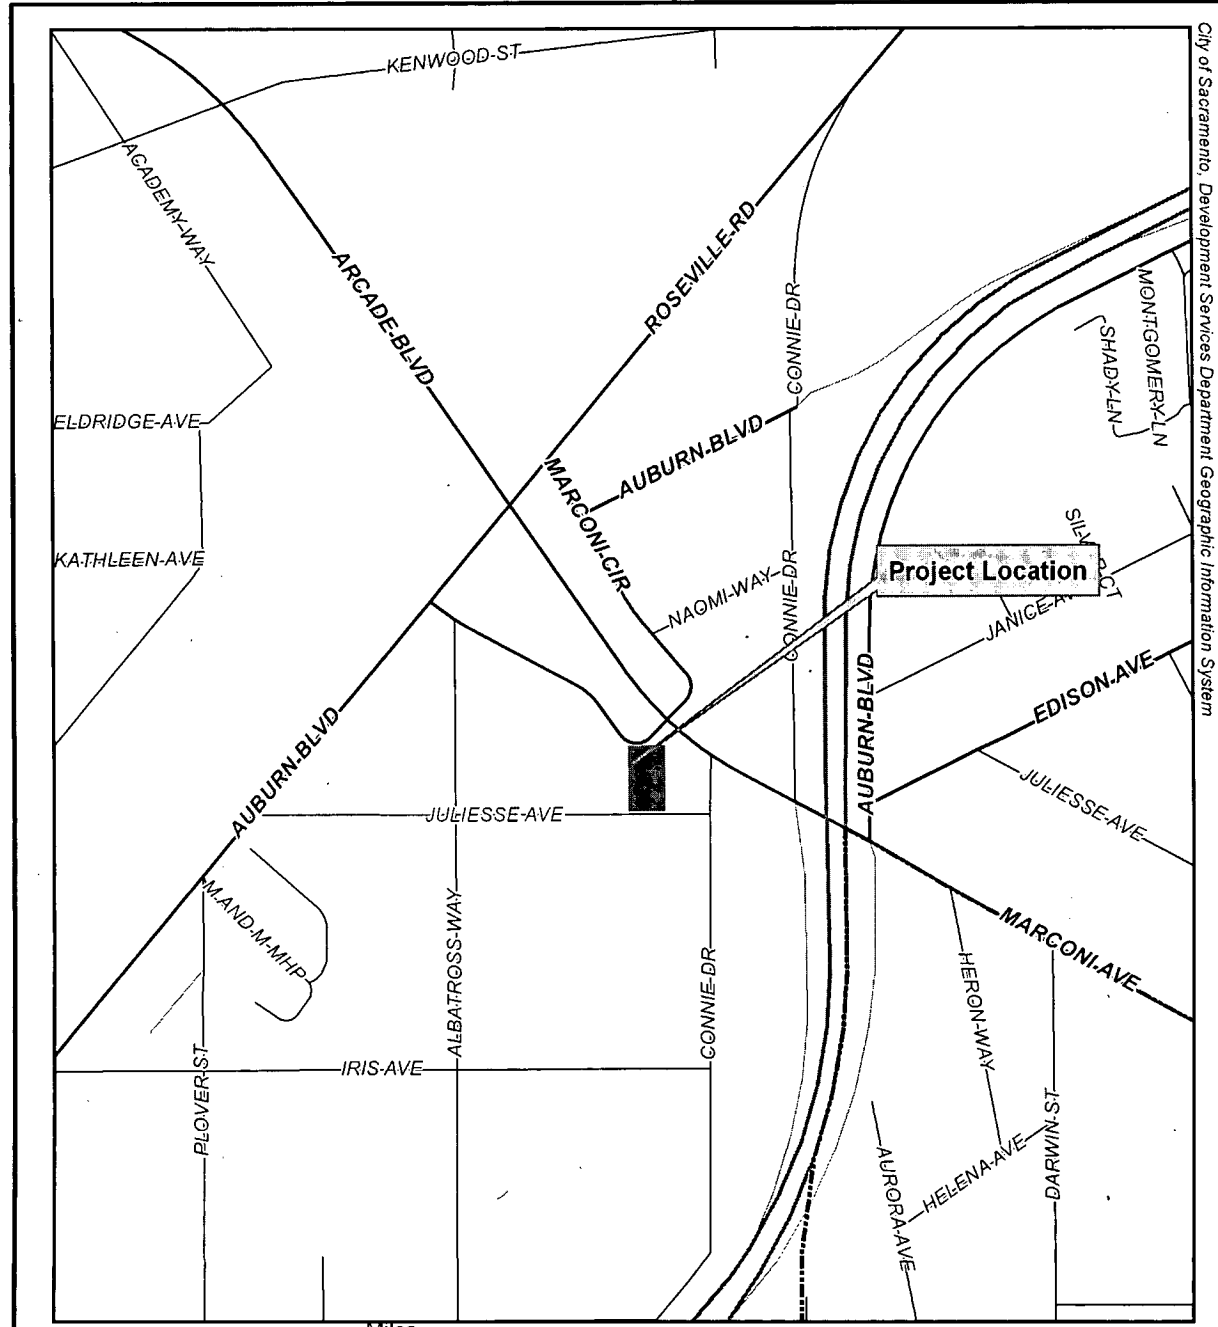 City of Sacramento, Development Services Department Geographic Information System
KENWOOD-ST
ACADEMY-WAY
ARCADE-BLVD
ROSEVILLE-RD
CONNIE-DR
MONTGOMERY-LN
SHADY-LN
ELDRIDGE-AVE
AUBURN-BLVD
MARCONI-CIR
KATHLEEN-AVE
NAOMI-WAY
CONNIE-DR
Project Location
CT
JANICE
AUBURN-BLVD
EDISON-AVE
AUBURN-BLVD
JULIESSE-AVE
JULIESSE-AVE
M-AND-M-MHP
ALBATROSS-WAY
CONNIE-DR
MARCONI-AVE
HERON-WAY
PLOVER-ST
IRIS-AVE
AURORA-AVE
HELENA-AVE
DARWIN-ST
Miles